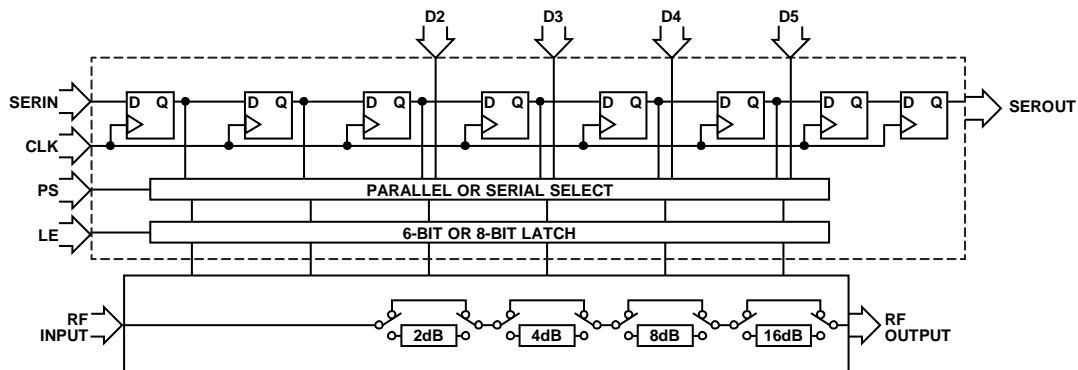 D2 D3 D4 D5
SERIN D Q D Q D Q D Q D Q D Q D Q D Q SEROUT
CLK
PS PARALLEL OR SERIAL SELECT
LE 6-BIT OR 8-BIT LATCH
RF
INPUT
2dB 4dB 8dB 16dB
RF
OUTPUT